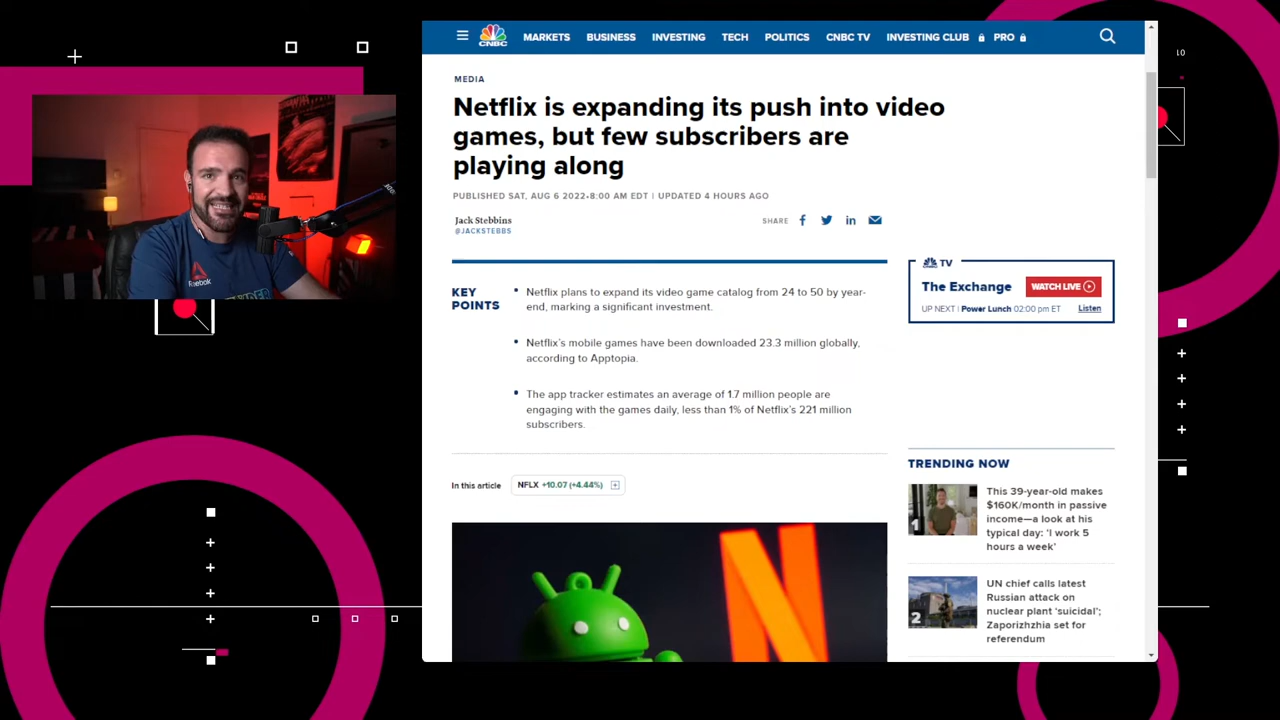 CNBC
MARKETS BUSINESS INVESTING TECH POLITICS CNBC TV INVESTING CLUB PRO
MEDIA
Netflix is expanding its push into video
games, but few subscribers are
playing along
PUBLISHED SAT, AUG 6 2022•8:00 AM EDT | UPDATED 4 HOURS AGO
Jack Stebbins
@JACKSTEBBS
SHARE
KEY
POINTS
• Netflix plans to expand its video game catalog from 24 to 50 by year-
end, marking a significant investment.
• Netflix's mobile games have been downloaded 23.3 million globally,
according to Apptopia.
• The app tracker estimates an average of 1.7 million people are
engaging with the games daily, less than 1% of Netflix's 221 million
subscribers.
In this article NFLX +10.07 (+4.44%)
TV
The Exchange WATCH LIVE
UP NEXT | Power Lunch 02:00 pm ET Listen
TRENDING NOW
1
This 39-year-old makes
$160K/month in passive
income—a look at his
typical day: 'I work 5
hours a week'
2
UN chief calls latest
Russian attack on
nuclear plant 'suicidal';
Zaporizhzhia set for
referendum
Reebok
10